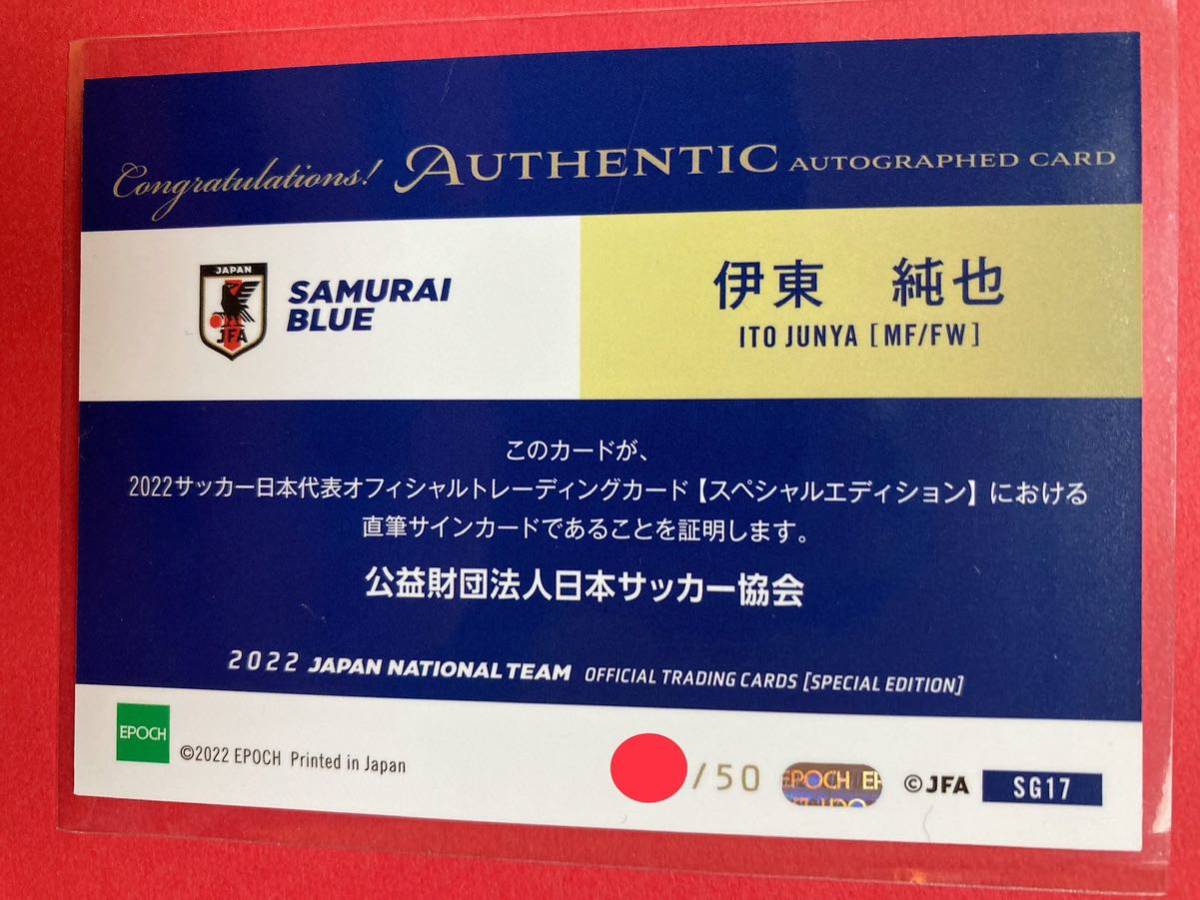 Congratulations! AUTHENTIC AUTOGRAPHED CARD
JAPAN
JFA
SAMURAI
BLUE
伊東 純也
ITO JUNYA [MF/FW]
このカードが、
2022サッカー日本代表オフィシャルトレーディングカード【スペシャルエディション】における
直筆サインカードであることを証明します。
公益財団法人日本サッカー協会
2022 JAPAN NATIONAL TEAM OFFICIAL TRADING CARDS [SPECIAL EDITION]
EPOCH
©2022 EPOCH Printed in Japan
/50
EPOCH
©JFA
SG17